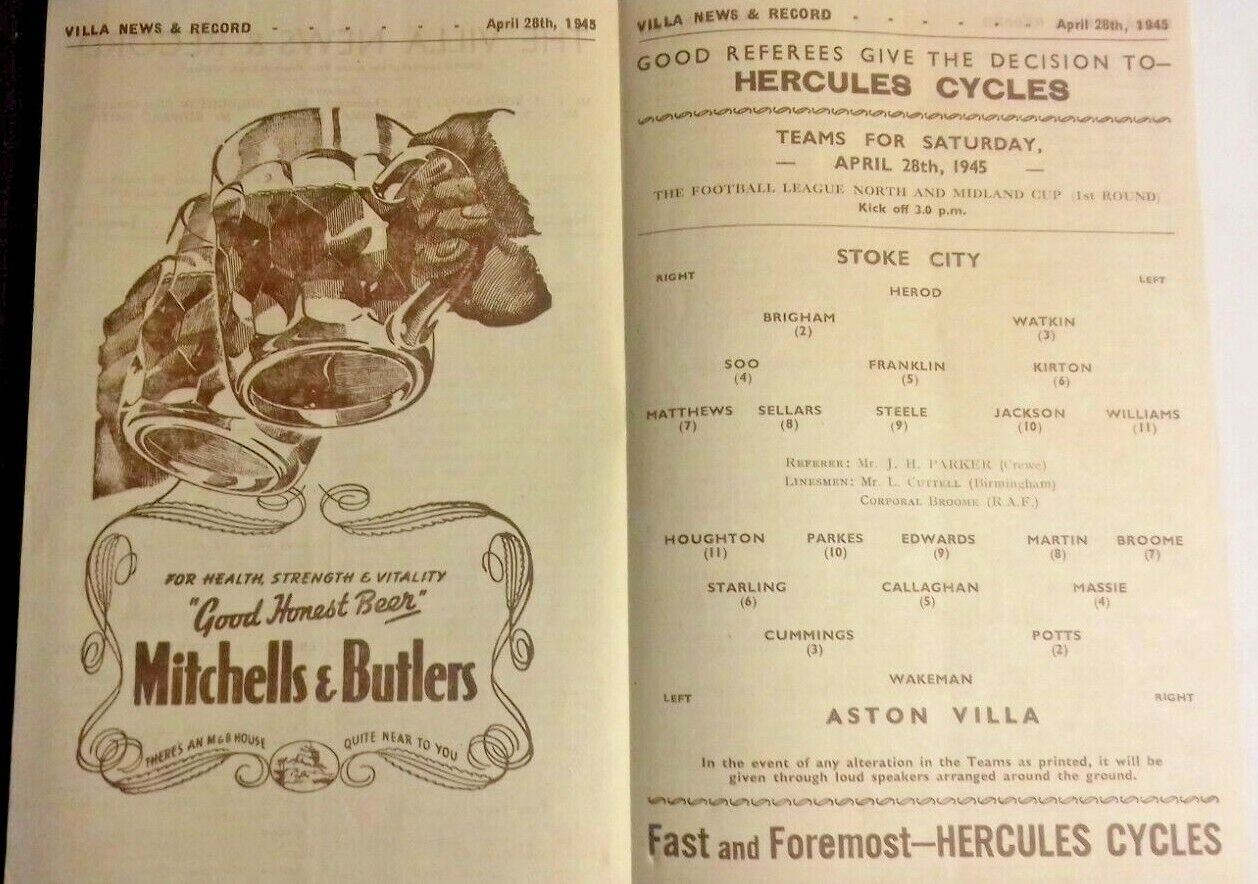 VILLA NEWS & RECORD - - - - - - April 28th, 1945
FOR HEALTH, STRENGTH & VITALITY
"Good Honest Beer"
Mitchells & Butlers
THERE'S AN M&B HOUSE QUITE NEAR TO YOU
VILLA NEWS & RECORD - - - - - - April 28th, 1945
GOOD REFEREES GIVE THE DECISION TO—
HERCULES CYCLES
TEAMS FOR SATURDAY,
— APRIL 28th, 1945 —
THE FOOTBALL LEAGUE NORTH AND MIDLAND CUP (1st ROUND)
Kick off 3.0 p.m.
STOKE CITY
RIGHT LEFT
HEROD
BRIGHAM WATKIN
(2) (3)
SOO FRANKLIN KIRTON
(4) (5) (6)
MATTHEWS SELLARS STEELE JACKSON WILLIAMS
(7) (8) (9) (10) (11)
REFEREE: Mr. J. H. PARKER (Crewe)
LINESMEN: Mr. L. CUTTELL (Birmingham)
CORPORAL BROOME (R.A.F.)
HOUGHTON PARKES EDWARDS MARTIN BROOME
(11) (10) (9) (8) (7)
STARLING CALLAGHAN MASSIE
(6) (5) (4)
CUMMINGS POTTS
(3) (2)
WAKEMAN
LEFT RIGHT
ASTON VILLA
In the event of any alteration in the Teams as printed, it will be
given through loud speakers arranged around the ground.
Fast and Foremost—HERCULES CYCLES